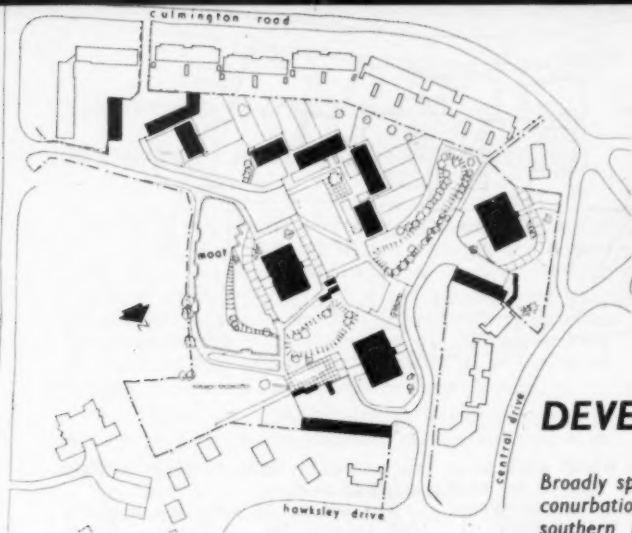 culmington road
moat
central drive
hawksley drive
DEVE
Broadly sp
conurbatio
southern